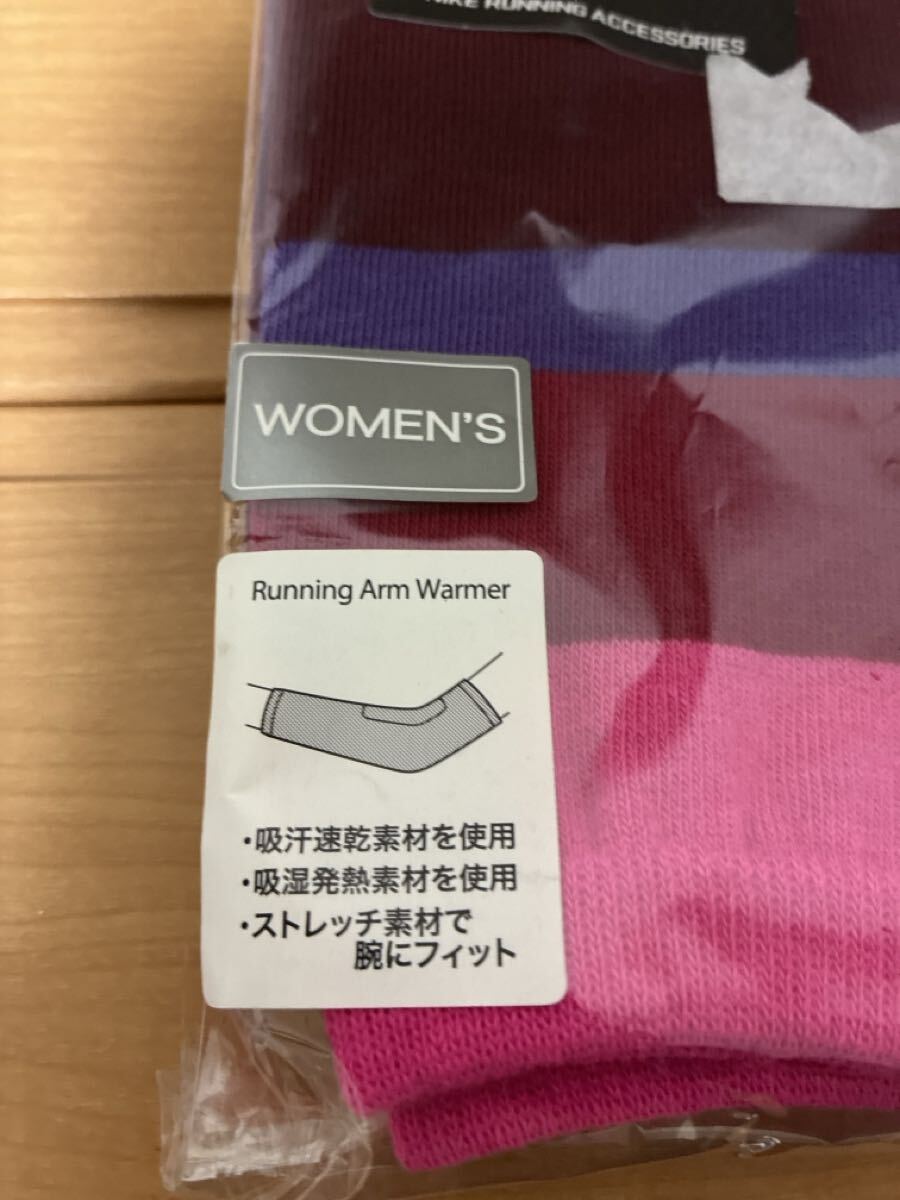 NIKE RUNNING ACCESSORIES
WOMEN'S
Running Arm Warmer
・吸汗速乾素材を使用
・吸湿発熱素材を使用
・ストレッチ素材で
腕にフィット